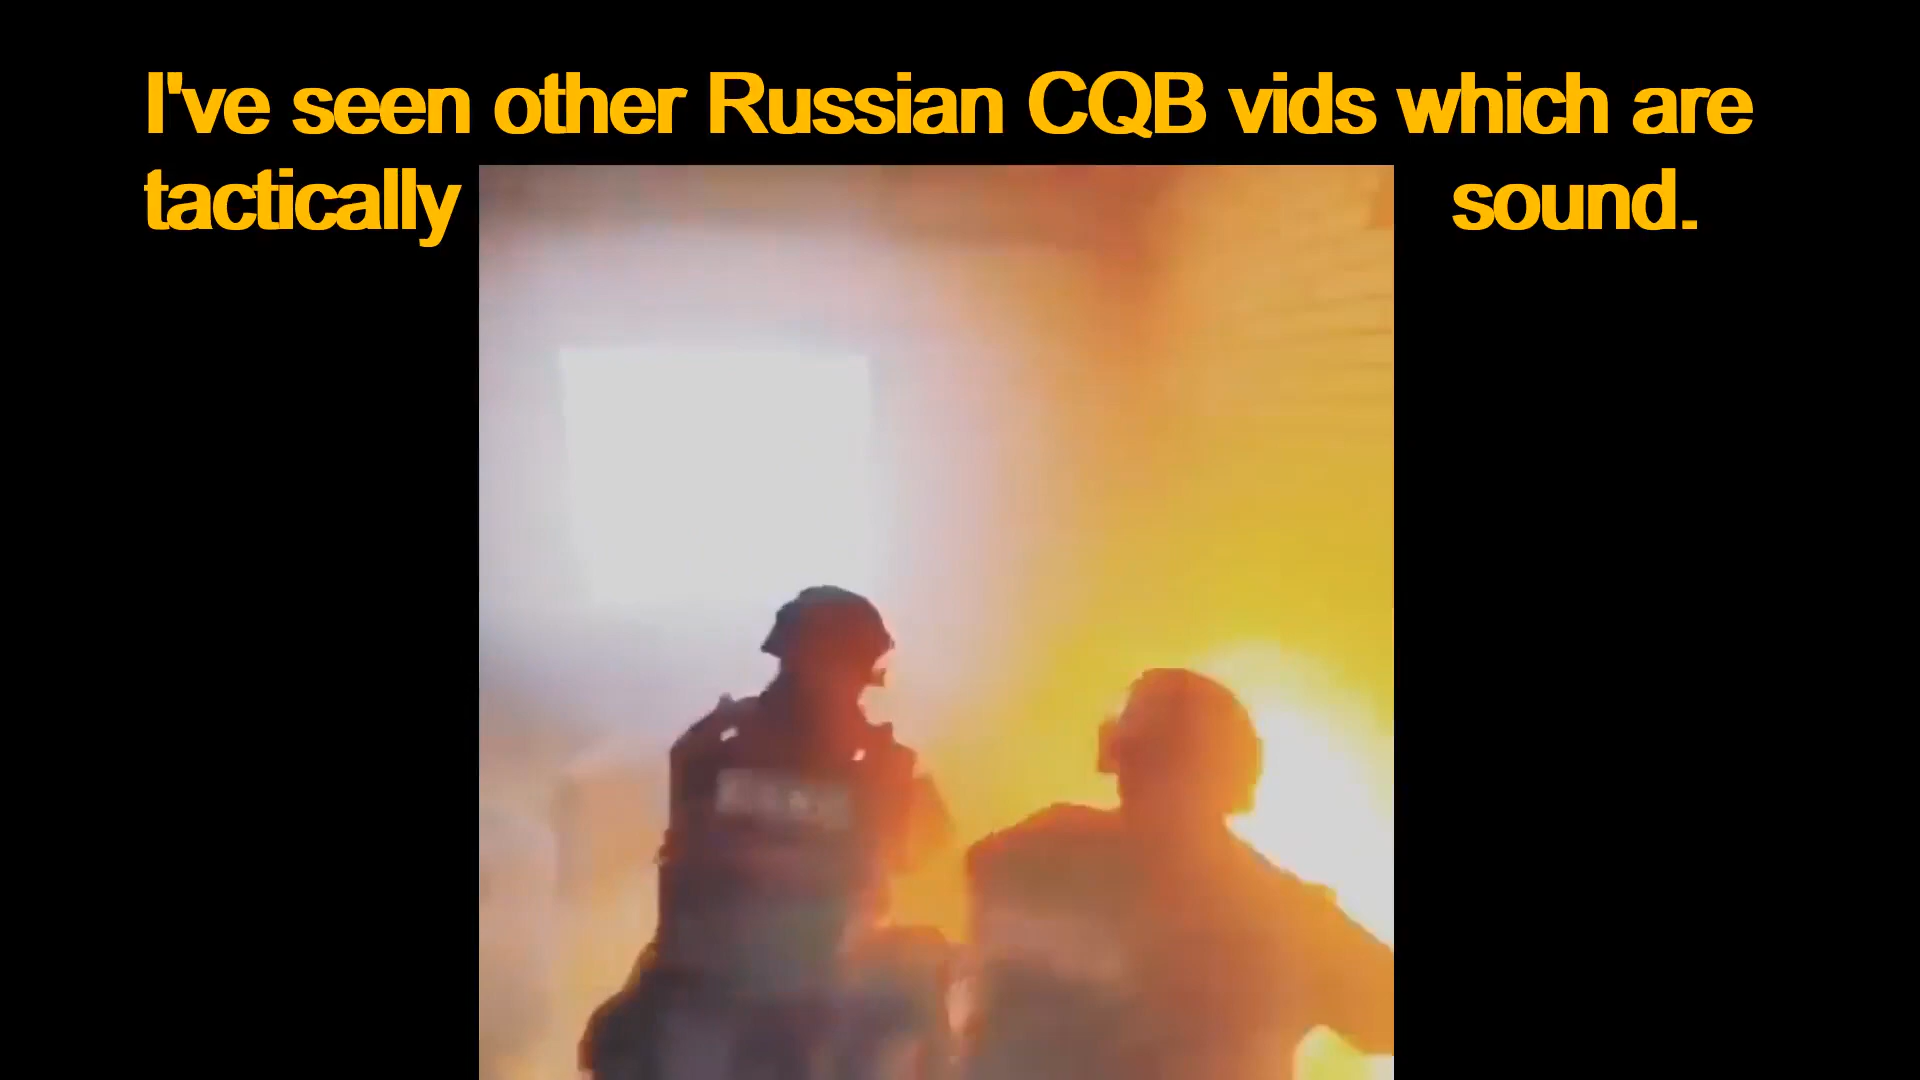 I've seen other Russian CQB vids which are
tactically sound.